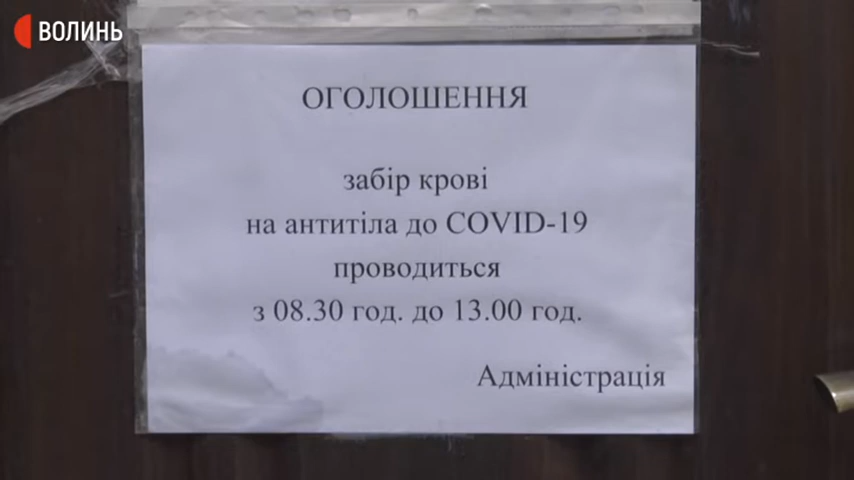 ВОЛИНЬ
ОГОЛОШЕННЯ
забір крові
на антитіла до COVID-19
проводиться
з 08.30 год. до 13.00 год.
Адміністрація